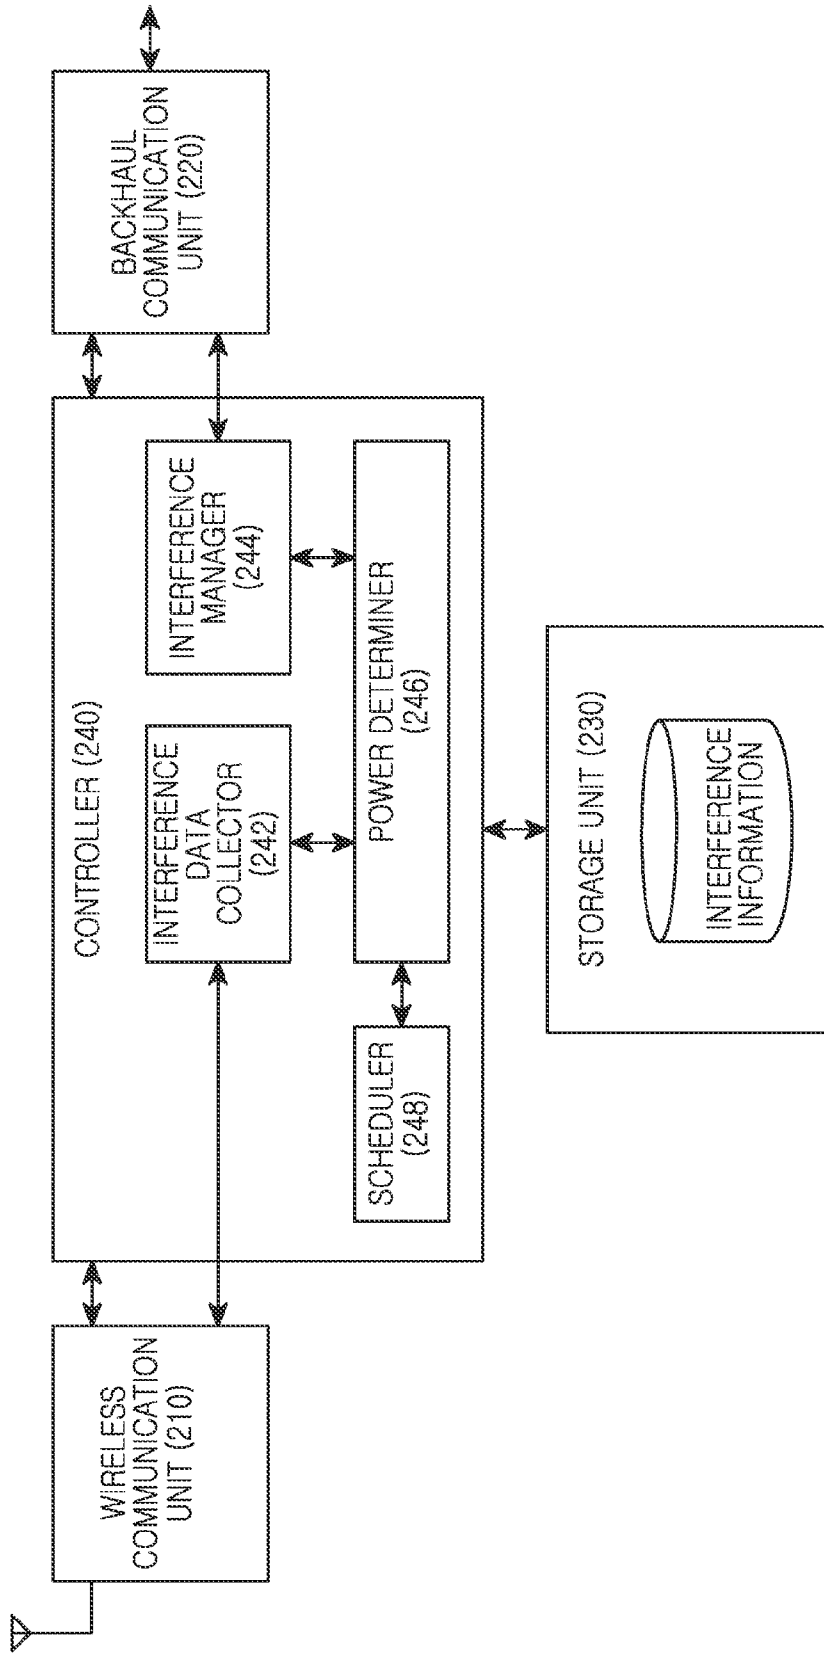 WIRELESS
COMMUNICATION
UNIT (210)
CONTROLLER (240)
INTERFERENCE
DATA
COLLECTOR
(242)
INTERFERENCE
MANAGER
(244)
SCHEDULER
(248)
POWER DETERMINER
(246)
BACKHAUL
COMMUNICATION
UNIT (220)
STORAGE UNIT (230)
INTERFERENCE
INFORMATION